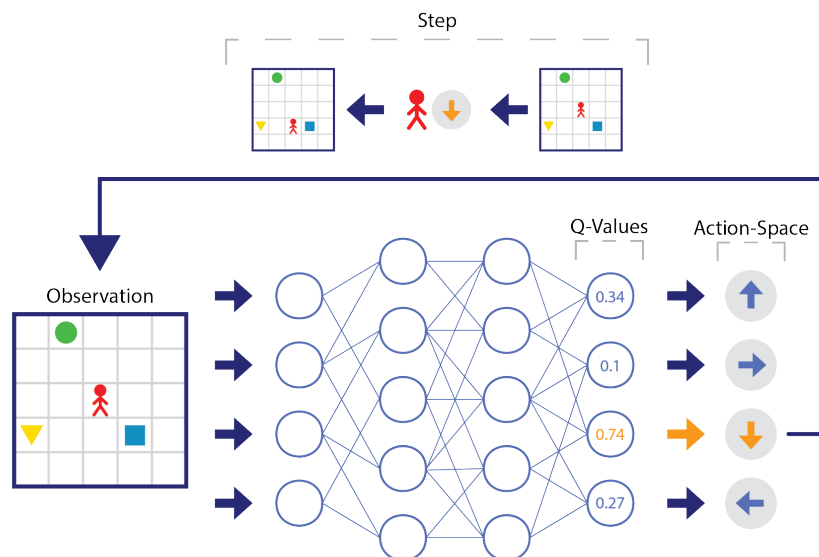 Step
Q-Values
Action-Space
Observation
0.34
0.1
0.74
0.27